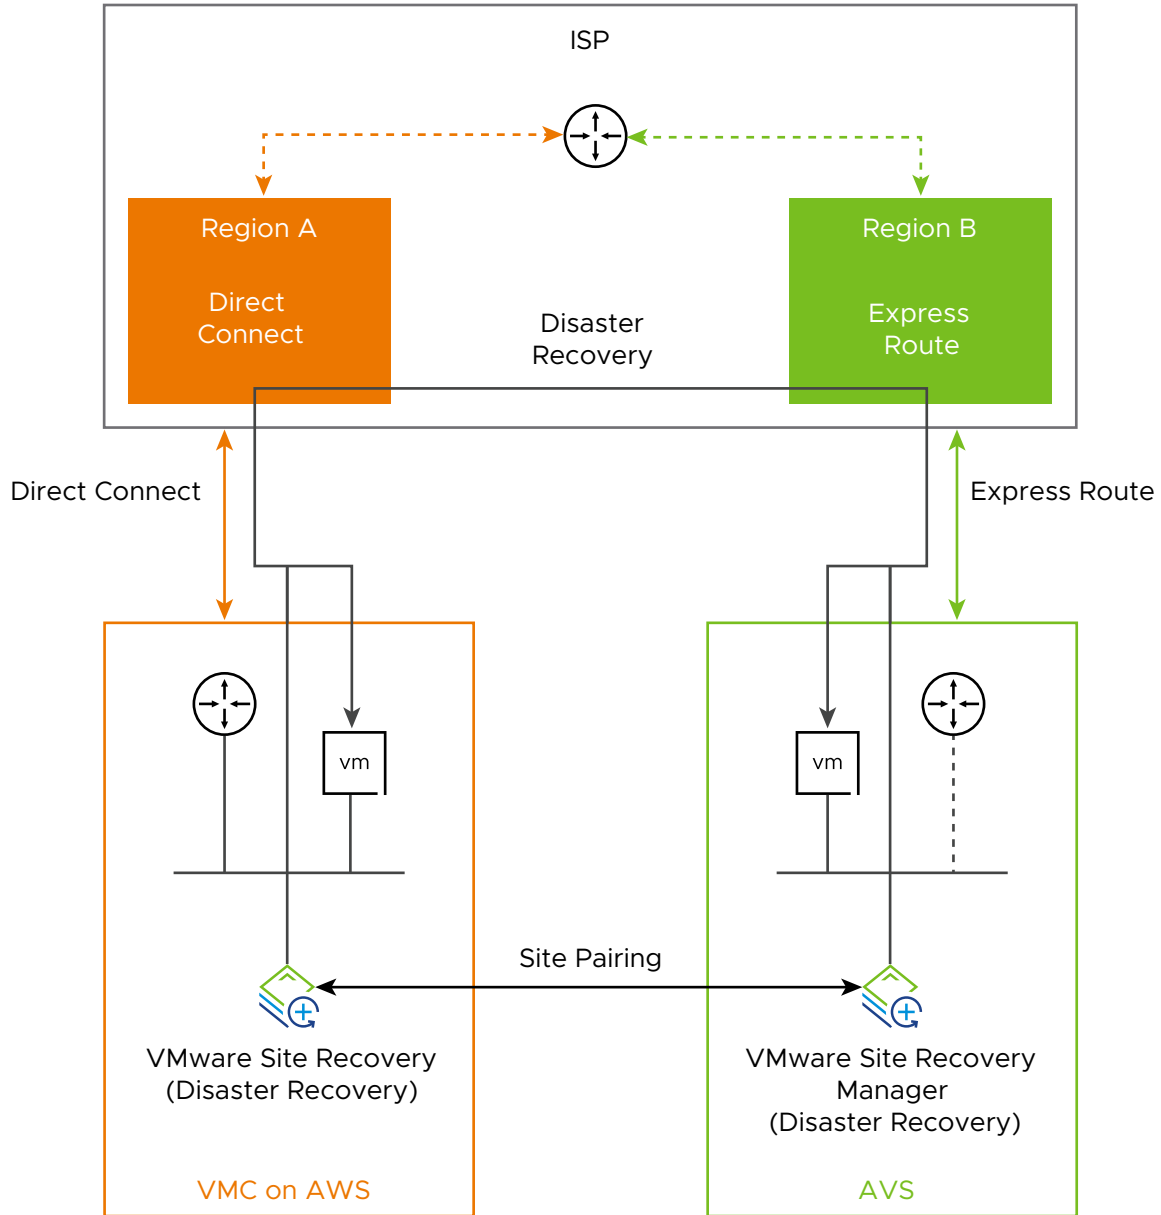 ISP
Region A
Direct
Connect
Region B
Express
Route
Disaster
Recovery
Direct Connect
Express Route
vm
vm
Site Pairing
VMware Site Recovery
(Disaster Recovery)
VMware Site Recovery
Manager
(Disaster Recovery)
VMC on AWS
AVS